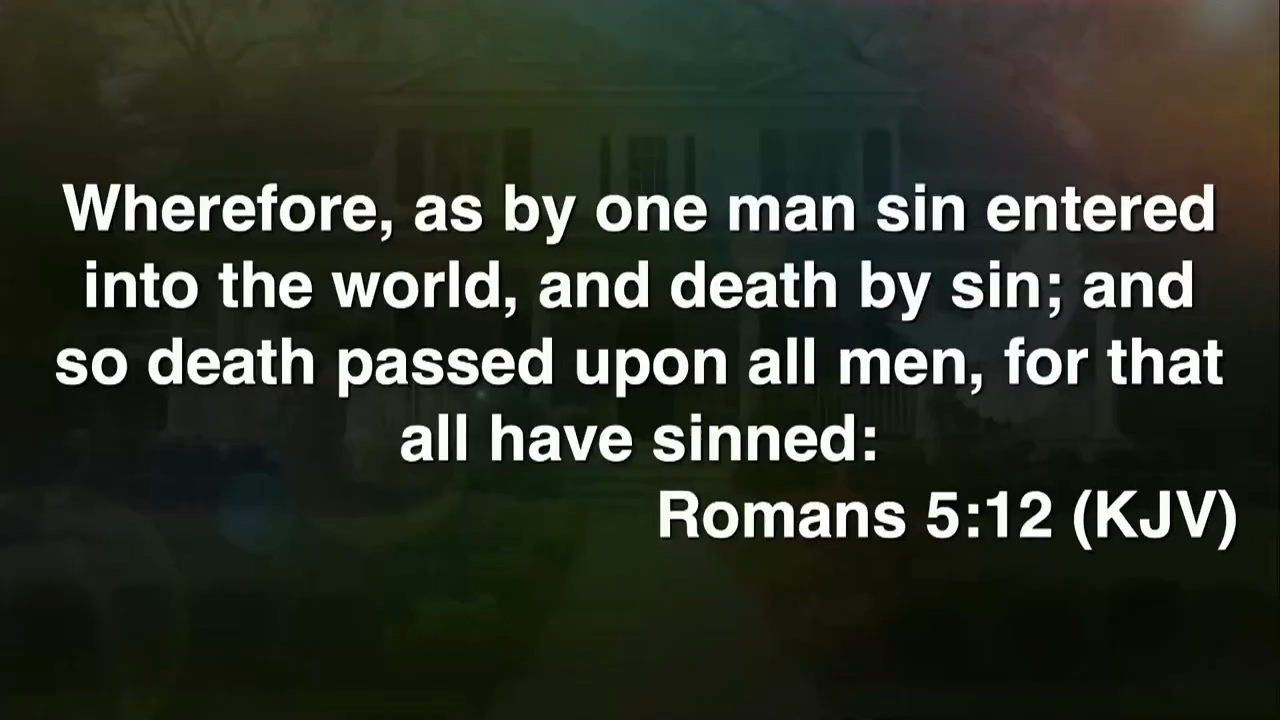 Wherefore, as by one man sin entered
into the world, and death by sin; and
so death passed upon all men, for that
all have sinned:
Romans 5:12 (KJV)